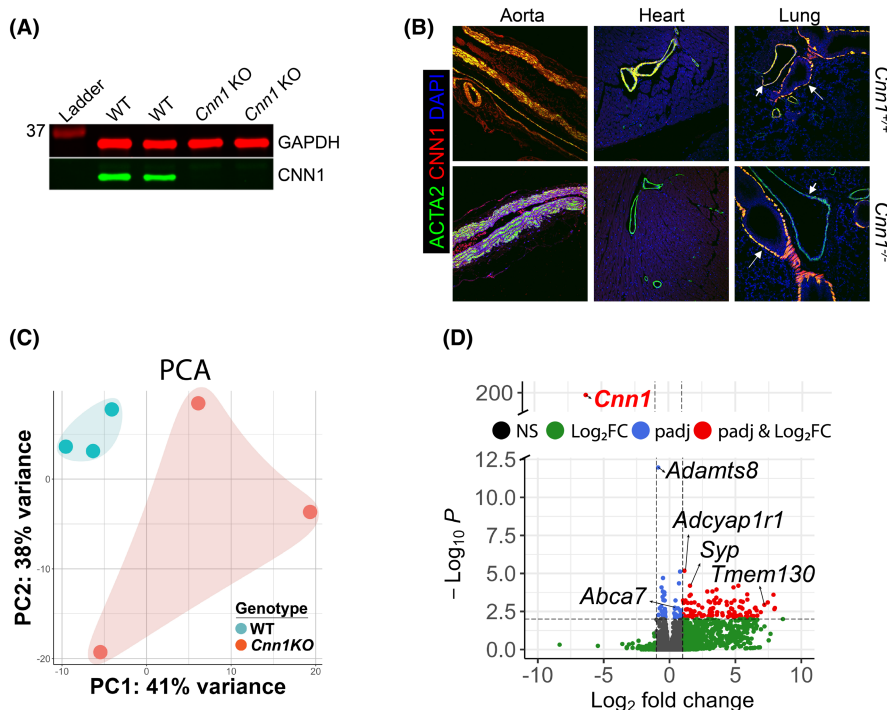 (A)
Ladder
WT
WT
Cnn1 KO
Cnn1 KO
37
GAPDH
CNN1
(B)
Aorta Heart Lung
ACTA2 CNN1 DAPI
Cnn1+/+
Cnn1-/-
(C)
PCA
PC2: 38% variance
0
-10
-20
Genotype
WT
Cnn1KO
-10 0 10 20
PC1: 41% variance
(D)
200
Cnn1
NS Log₂FC padj padj & Log₂FC
12.5
10.0
7.5
5.0
2.5
0.0
− Log₁₀ P
Adamts8
Adcyap1r1
Syp
Tmem130
Abca7
-10 -5 0 5 10
Log₂ fold change